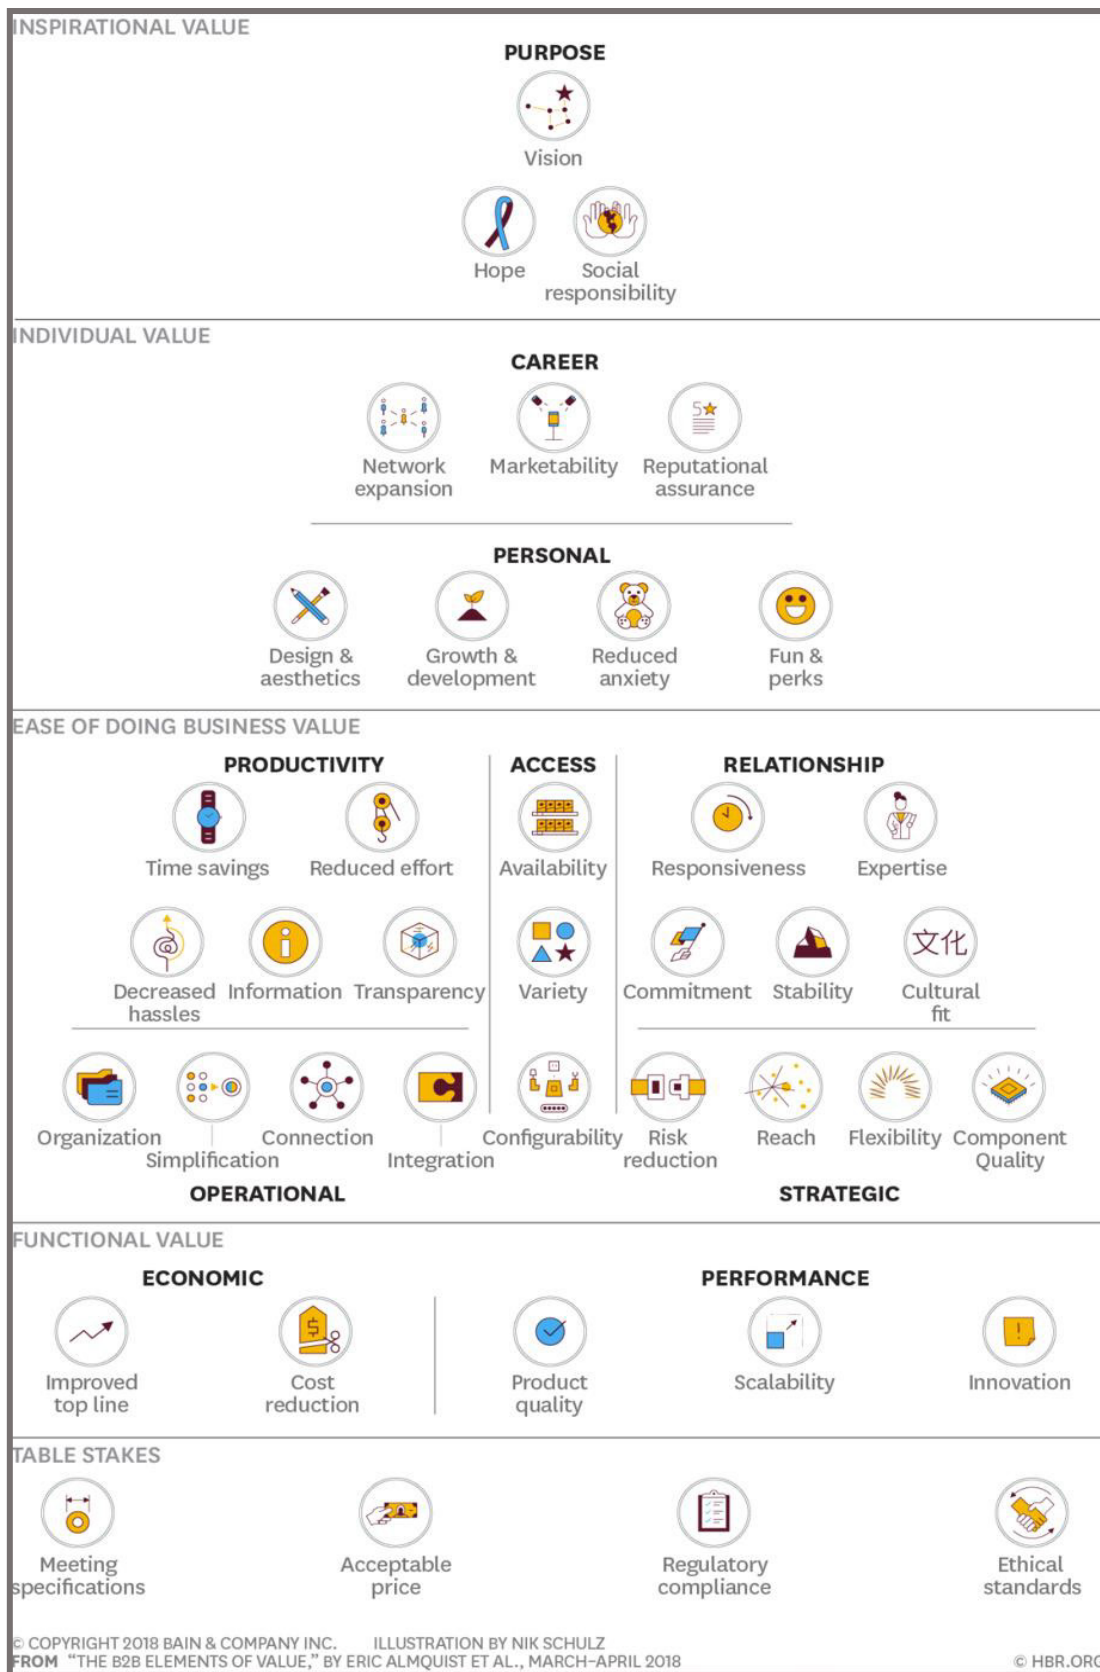 INSPIRATIONAL VALUE
PURPOSE
Vision
Hope
Social
responsibility
INDIVIDUAL VALUE
CAREER
Network
expansion
Marketability
Reputational
assurance
5
PERSONAL
Design &
aesthetics
Growth &
development
Reduced
anxiety
Fun &
perks
EASE OF DOING BUSINESS VALUE
PRODUCTIVITY
Time savings
Reduced effort
Decreased
hassles
Information
Transparency
ACCESS
Availability
Variety
Configurability
RELATIONSHIP
Responsiveness
Expertise
Commitment
Stability
文化
Cultural
fit
Organization
Simplification
Connection
Integration
OPERATIONAL
Risk
reduction
Reach
Flexibility
Component
Quality
STRATEGIC
FUNCTIONAL VALUE
ECONOMIC
Improved
top line
$
Cost
reduction
PERFORMANCE
Product
quality
Scalability
!
Innovation
TABLE STAKES
Meeting
specifications
Acceptable
price
Regulatory
compliance
Ethical
standards
© COPYRIGHT 2018 BAIN & COMPANY INC. ILLUSTRATION BY NIK SCHULZ
FROM “THE B2B ELEMENTS OF VALUE,” BY ERIC ALMQUIST ET AL., MARCH–APRIL 2018
© HBR.ORG